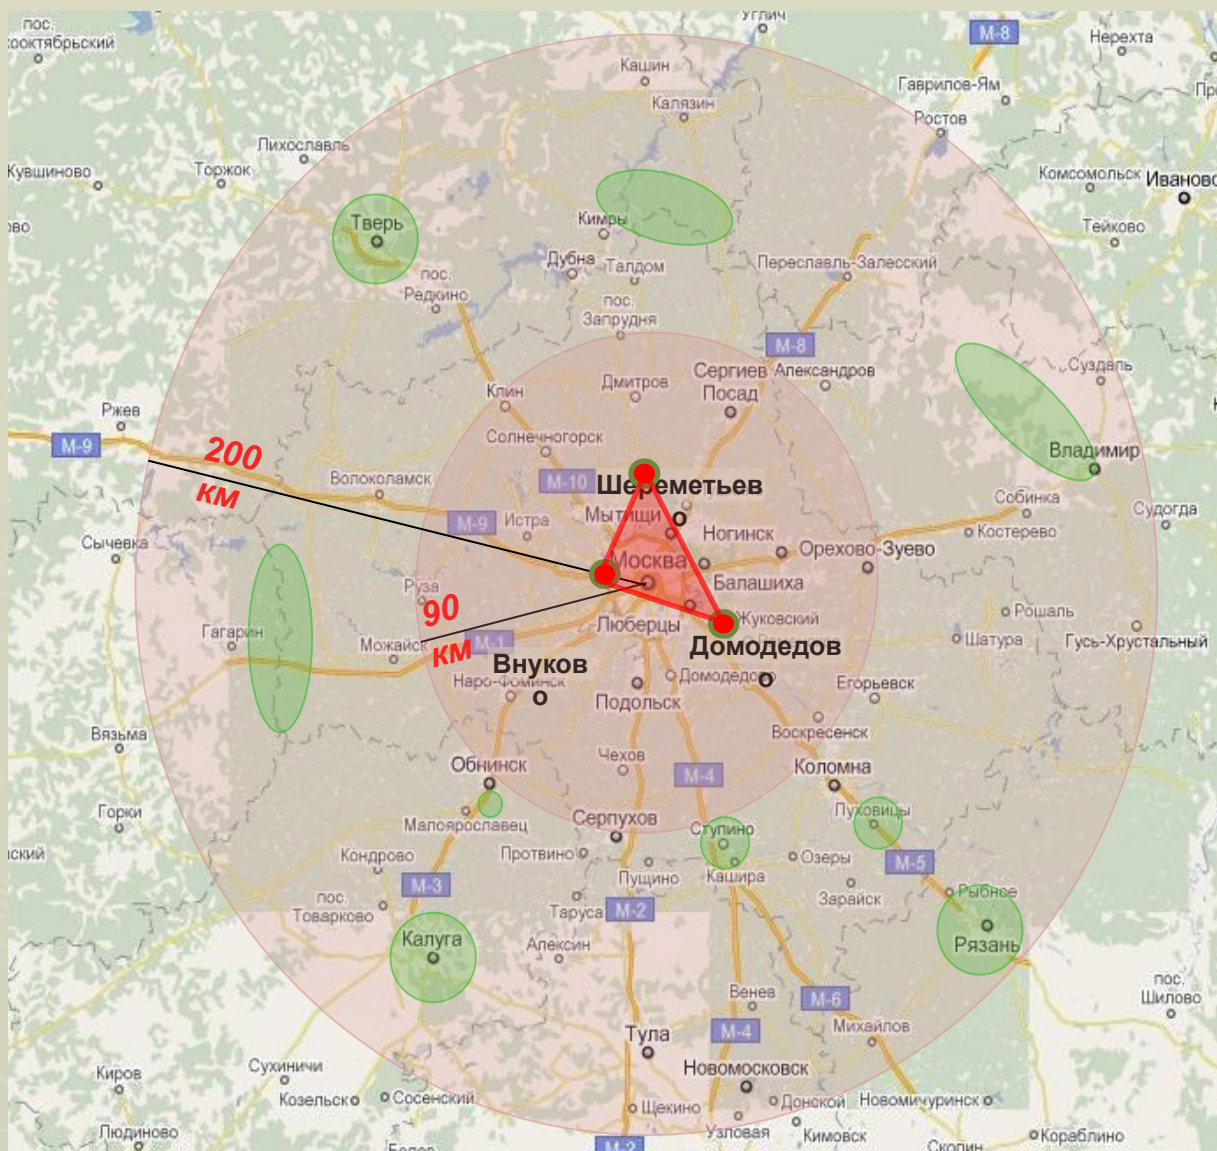 Углич
пос.
М-8
Нерехта
Кашин
Гаврилов-Ям
Калязин
Ростов
Лихославль
Кувшиново
Торжок
Комсомольск
Иваново
Тверь
Кимры
Тейково
Дубна
Талдом
Переславль-Залесский
пос.
Редкино
пос.
Запрудня
М-8
Сергиев
Посад
Александров
Суздаль
Дмитров
Клин
Ржев
М-9
200
км
Солнечногорск
Владимир
Волоколамск
М-10
Шереметьев
о
Собинка
М-9
Истра
Мытищи
Ногинск
Костерево
Судогда
Сычевка
Москва
Орехово-Зуево
Руза
Балашиха
90
км
Жуковский
Рошаль
Гагарин
Люберцы
Шатура
Гусь-Хрустальный
Можайск
М-1
Домодедов
о
Внуков
о
Наро-Фоминск
Домодедово
Егорьевск
Подольск
Вязьма
Воскресенск
Чехов
Обнинск
М-4
Коломна
Горки
Малоярославец
Серпухов
Ступино
Луховицы
Кондрово
Протвино
Озеры
М-5
М-3
Пущино
Кашира
Рыбное
пос.
Товарково
Таруса
М-2
Зарайск
Калуга
Алексин
Рязань
пос.
Шилово
Венев
М-6
Тула
М-4
Михайлов
Киров
Сухиничи
Новомосковск
Козельск
Сосенский
Щекино
Донской
Новомичуринск
Людиново
Узловая
Кимовск
Кораблино
М-2